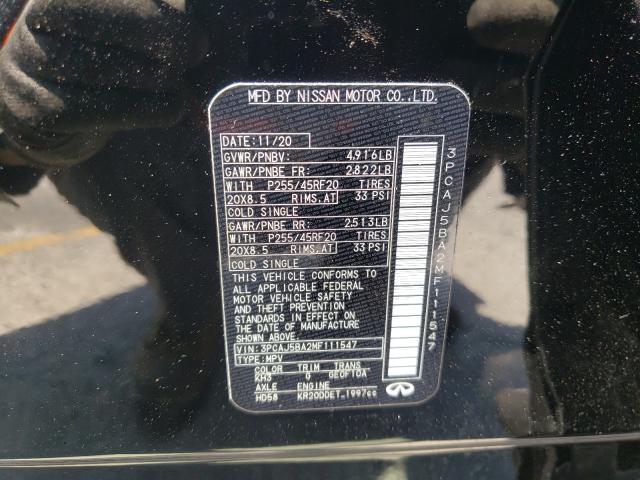 MFD BY NISSAN MOTOR CO.,LTD.
DATE:11/20
GVWR/PNBV: 4,916LB
GAWR/PNBE FR: 2,822LB
WITH P255/45RF20 TIRES
20X8.5 RIMS,AT 33 PSI
COLD SINGLE
GAWR/PNBE RR: 2,513LB
WITH P255/45RF20 TIRES
20X8.5 RIMS,AT 33 PSI
COLD SINGLE
THIS VEHICLE CONFORMS TO
ALL APPLICABLE FEDERAL
MOTOR VEHICLE SAFETY
AND THEFT PREVENTION
STANDARDS IN EFFECT ON
THE DATE OF MANUFACTURE
SHOWN ABOVE.
VIN:3PCAJ5BA2MF111547
TYPE:MPV
COLOR TRIM TRANS
KH3 G GEOFTOA
AXLE ENGINE
HD58 KR20DDET_1997cc
3PCAJ5BA2MF111547